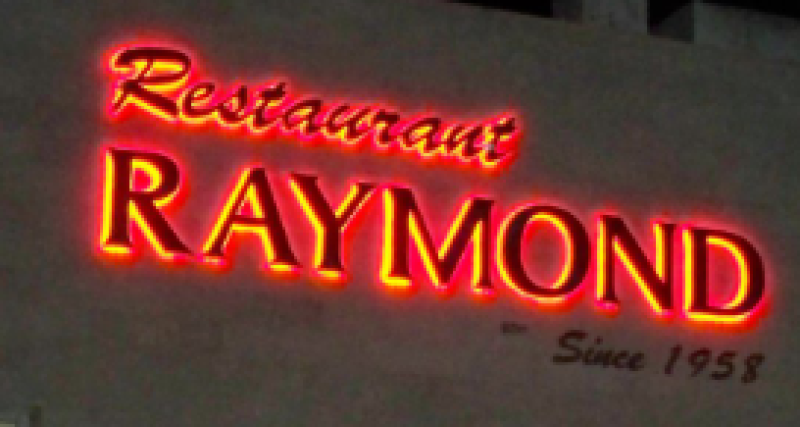 Restaurant
RAYMOND
Since 1958